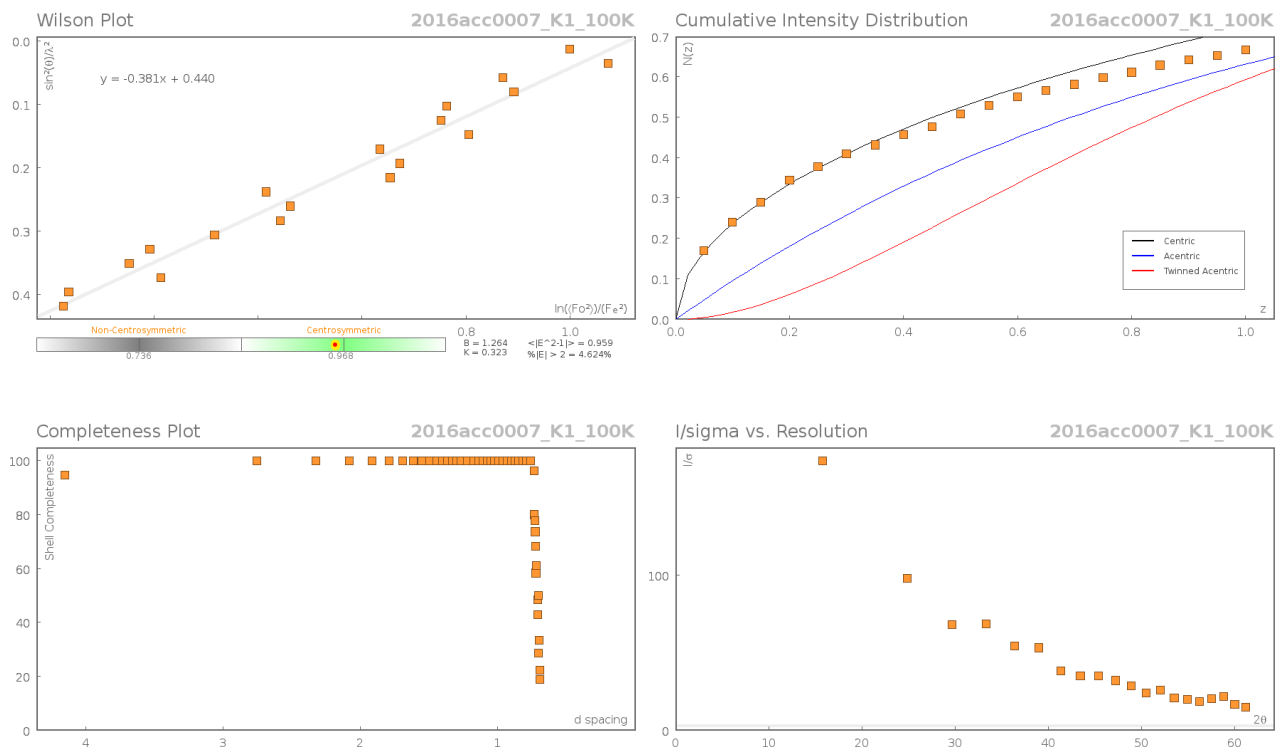 Wilson Plot
2016acc0007_K1_100K
0.0
0.1
0.2
0.3
0.4
sin²(θ)/λ²
y = -0.381x + 0.440
ln(⟨Fo²⟩)/(Fₑ²)
0.8
1.0
Non-Centrosymmetric
Centrosymmetric
0.736
0.968
B = 1.264
K = 0.323
<|E^2-1|> = 0.959
%|E| > 2 = 4.624%
Cumulative Intensity Distribution
2016acc0007_K1_100K
0.7
0.6
0.5
0.4
0.3
0.2
0.1
0.0
N(z)
Centric
Acentric
Twinned Acentric
z
0.0
0.2
0.4
0.6
0.8
1.0
Completeness Plot
2016acc0007_K1_100K
100
80
60
40
20
0
Shell Completeness
d spacing
4
3
2
1
I/sigma vs. Resolution
2016acc0007_K1_100K
I/σ
100
0
2θ
0
10
20
30
40
50
60